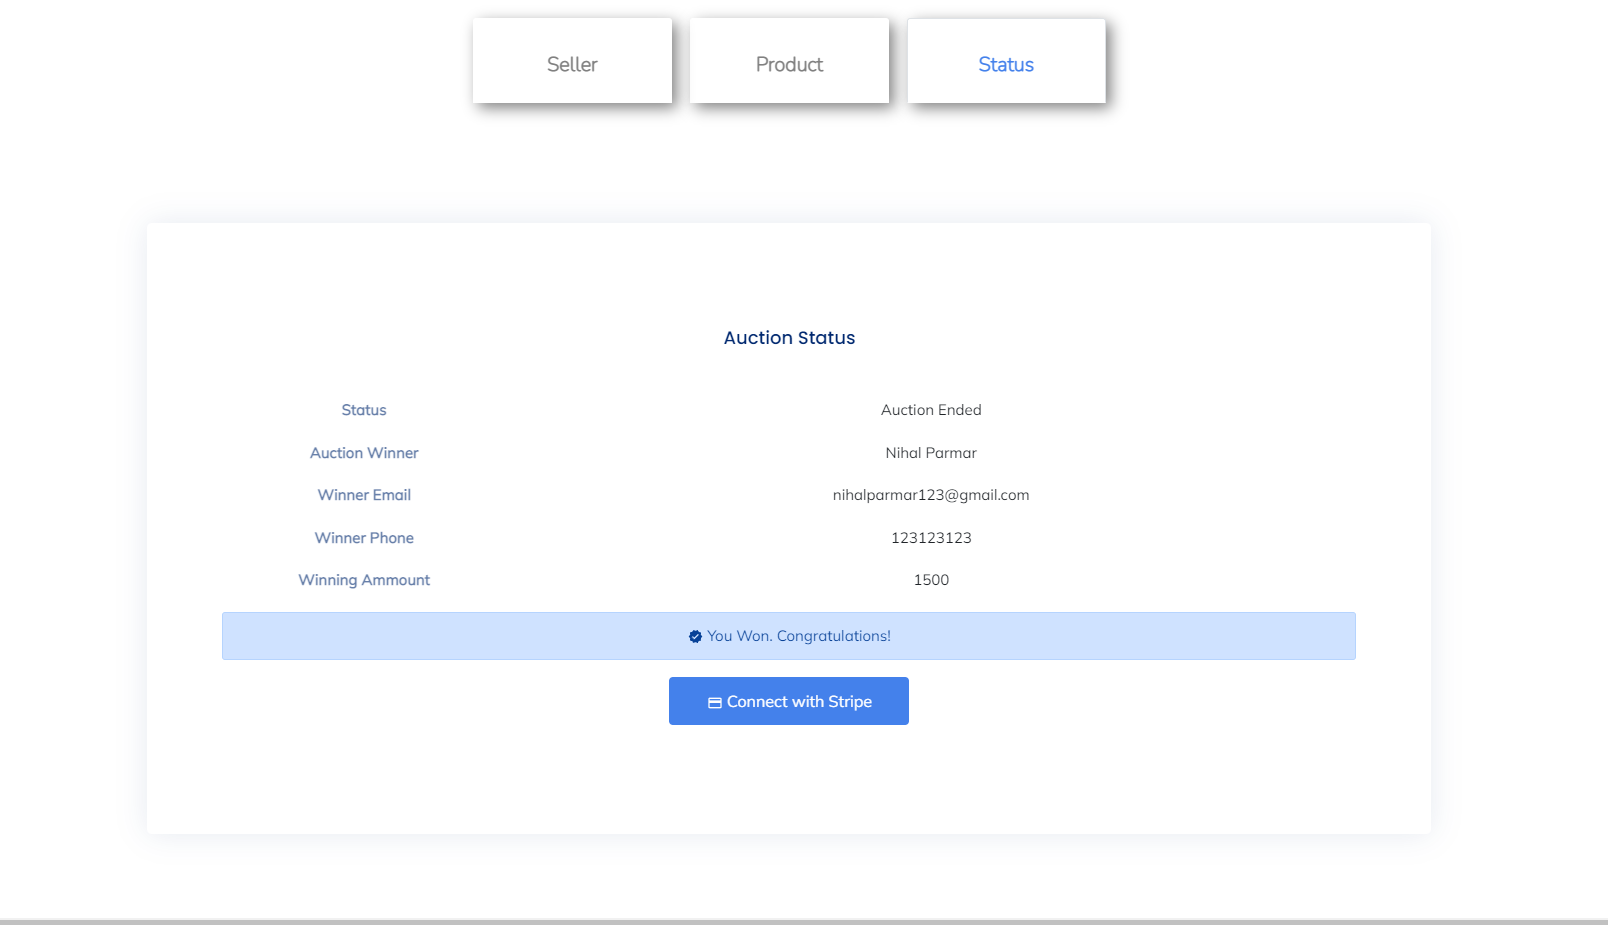 Seller Product Status
Auction Status
Status Auction Ended
Auction Winner Nihal Parmar
Winner Email nihalparmar123@gmail.com
Winner Phone 123123123
Winning Ammount 1500
You Won. Congratulations!
Connect with Stripe